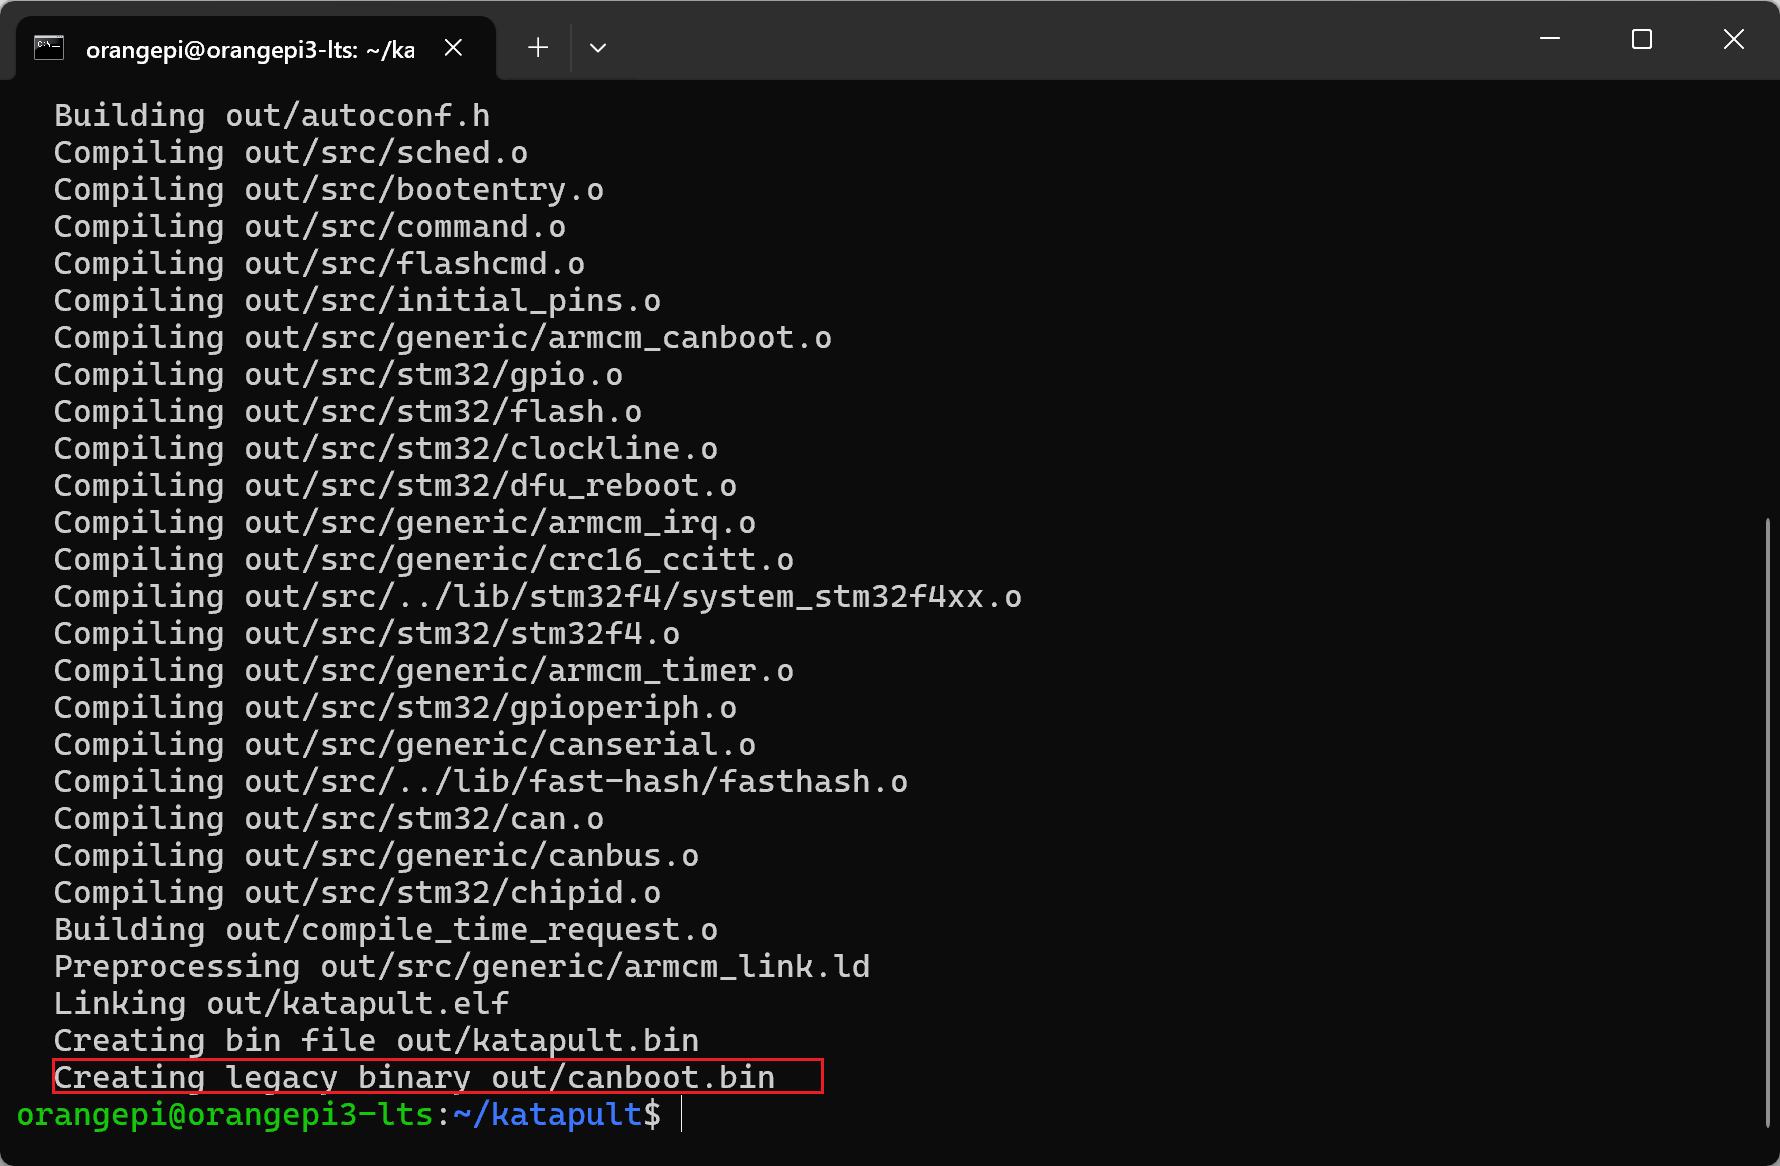 orangepi@orangepi3-lts: ~/ka
Building out/autoconf.h
Compiling out/src/sched.o
Compiling out/src/bootentry.o
Compiling out/src/command.o
Compiling out/src/flashcmd.o
Compiling out/src/initial_pins.o
Compiling out/src/generic/armcm_canboot.o
Compiling out/src/stm32/gpio.o
Compiling out/src/stm32/flash.o
Compiling out/src/stm32/clockline.o
Compiling out/src/stm32/dfu_reboot.o
Compiling out/src/generic/armcm_irq.o
Compiling out/src/generic/crc16_ccitt.o
Compiling out/src/../lib/stm32f4/system_stm32f4xx.o
Compiling out/src/stm32/stm32f4.o
Compiling out/src/generic/armcm_timer.o
Compiling out/src/stm32/gpioperiph.o
Compiling out/src/generic/canserial.o
Compiling out/src/../lib/fast-hash/fasthash.o
Compiling out/src/stm32/can.o
Compiling out/src/generic/canbus.o
Compiling out/src/stm32/chipid.o
Building out/compile_time_request.o
Preprocessing out/src/generic/armcm_link.ld
Linking out/katapult.elf
Creating bin file out/katapult.bin
Creating legacy binary out/canboot.bin
orangepi@orangepi3-lts:~/katapult$